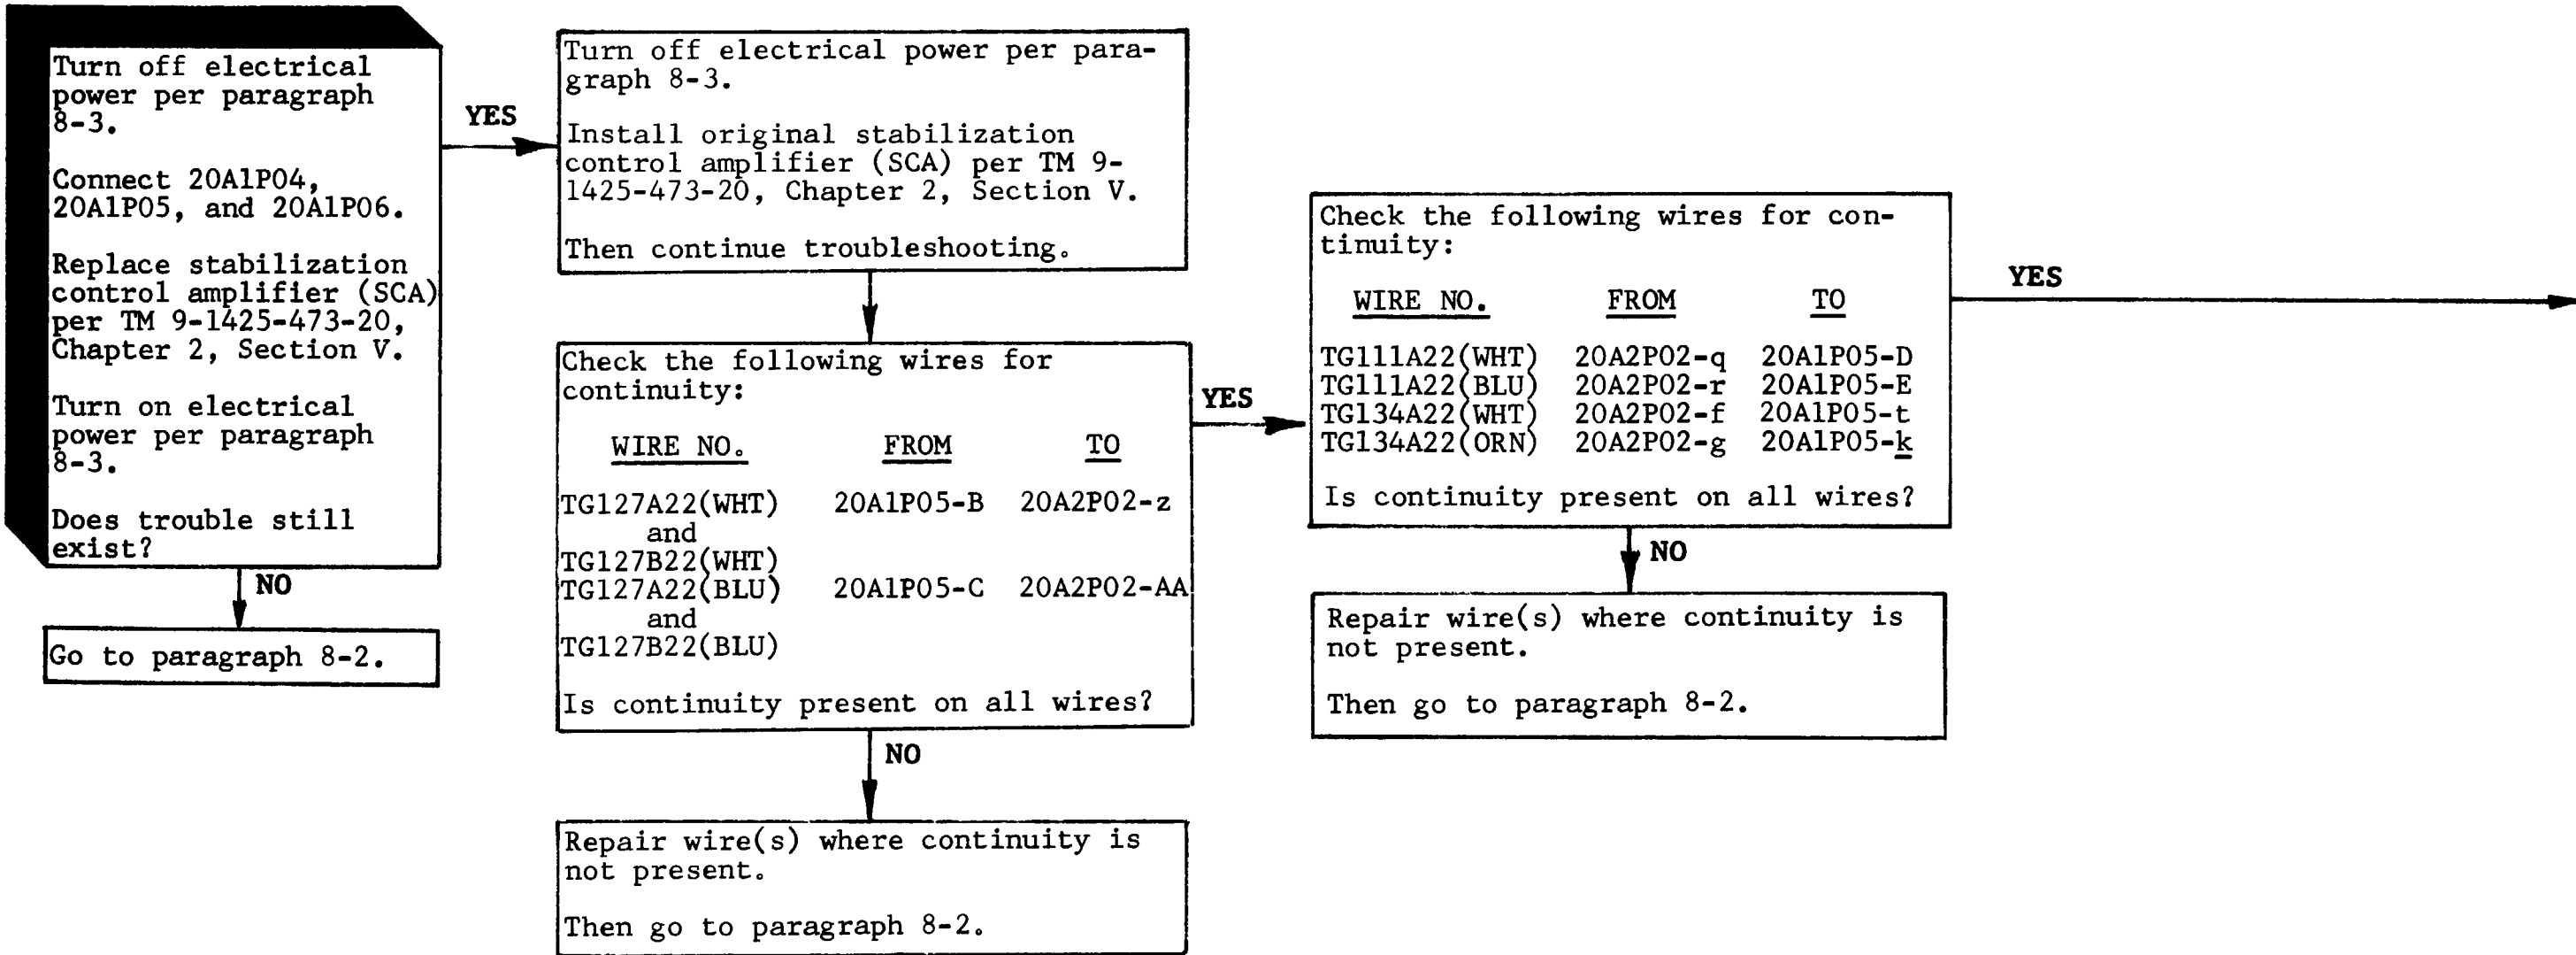 Turn off electrical
power per paragraph
8-3.
Connect 20A1P04,
20A1P05, and 20A1P06.
Replace stabilization
control amplifier (SCA)
per TM 9-1425-473-20,
Chapter 2, Section V.
Turn on electrical
power per paragraph
8-3.
Does trouble still
exist?
NO
Go to paragraph 8-2.
YES
Turn off electrical power per para-
graph 8-3.
Install original stabilization
control amplifier (SCA) per TM 9-
1425-473-20, Chapter 2, Section V.
Then continue troubleshooting.
Check the following wires for
continuity:
WIRE NO. FROM TO
TG127A22(WHT) 20A1P05-B 20A2P02-z
and
TG127B22(WHT)
TG127A22(BLU) 20A1P05-C 20A2P02-AA
and
TG127B22(BLU)
Is continuity present on all wires?
NO
Repair wire(s) where continuity is
not present.
Then go to paragraph 8-2.
YES
Check the following wires for con-
tinuity:
WIRE NO. FROM TO
TG111A22(WHT) 20A2P02-q 20A1P05-D
TG111A22(BLU) 20A2P02-r 20A1P05-E
TG134A22(WHT) 20A2P02-f 20A1P05-t
TG134A22(ORN) 20A2P02-g 20A1P05-k
Is continuity present on all wires?
NO
Repair wire(s) where continuity is
not present.
Then go to paragraph 8-2.
YES